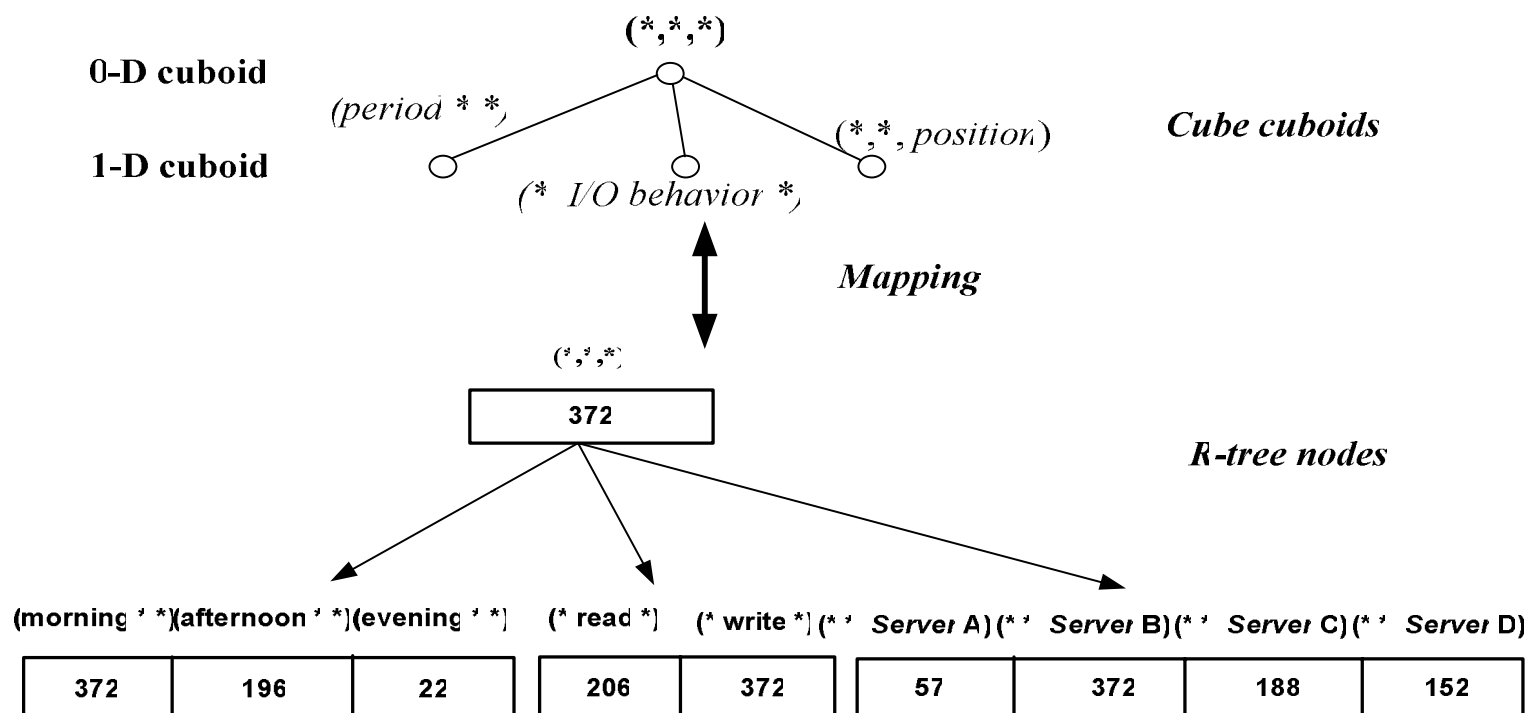 (*,*,*)
0-D cuboid
(period * *)
(*,*, position)
Cube cuboids
1-D cuboid
(* I/O behavior *)
Mapping
(*,*,*)
372
R-tree nodes
(morning * *) (afternoon * *) (evening * *) (* read *) (* write *) (* * Server A) (* * Server B) (* * Server C) (* * Server D)
372 196 22 206 372 57 372 188 152